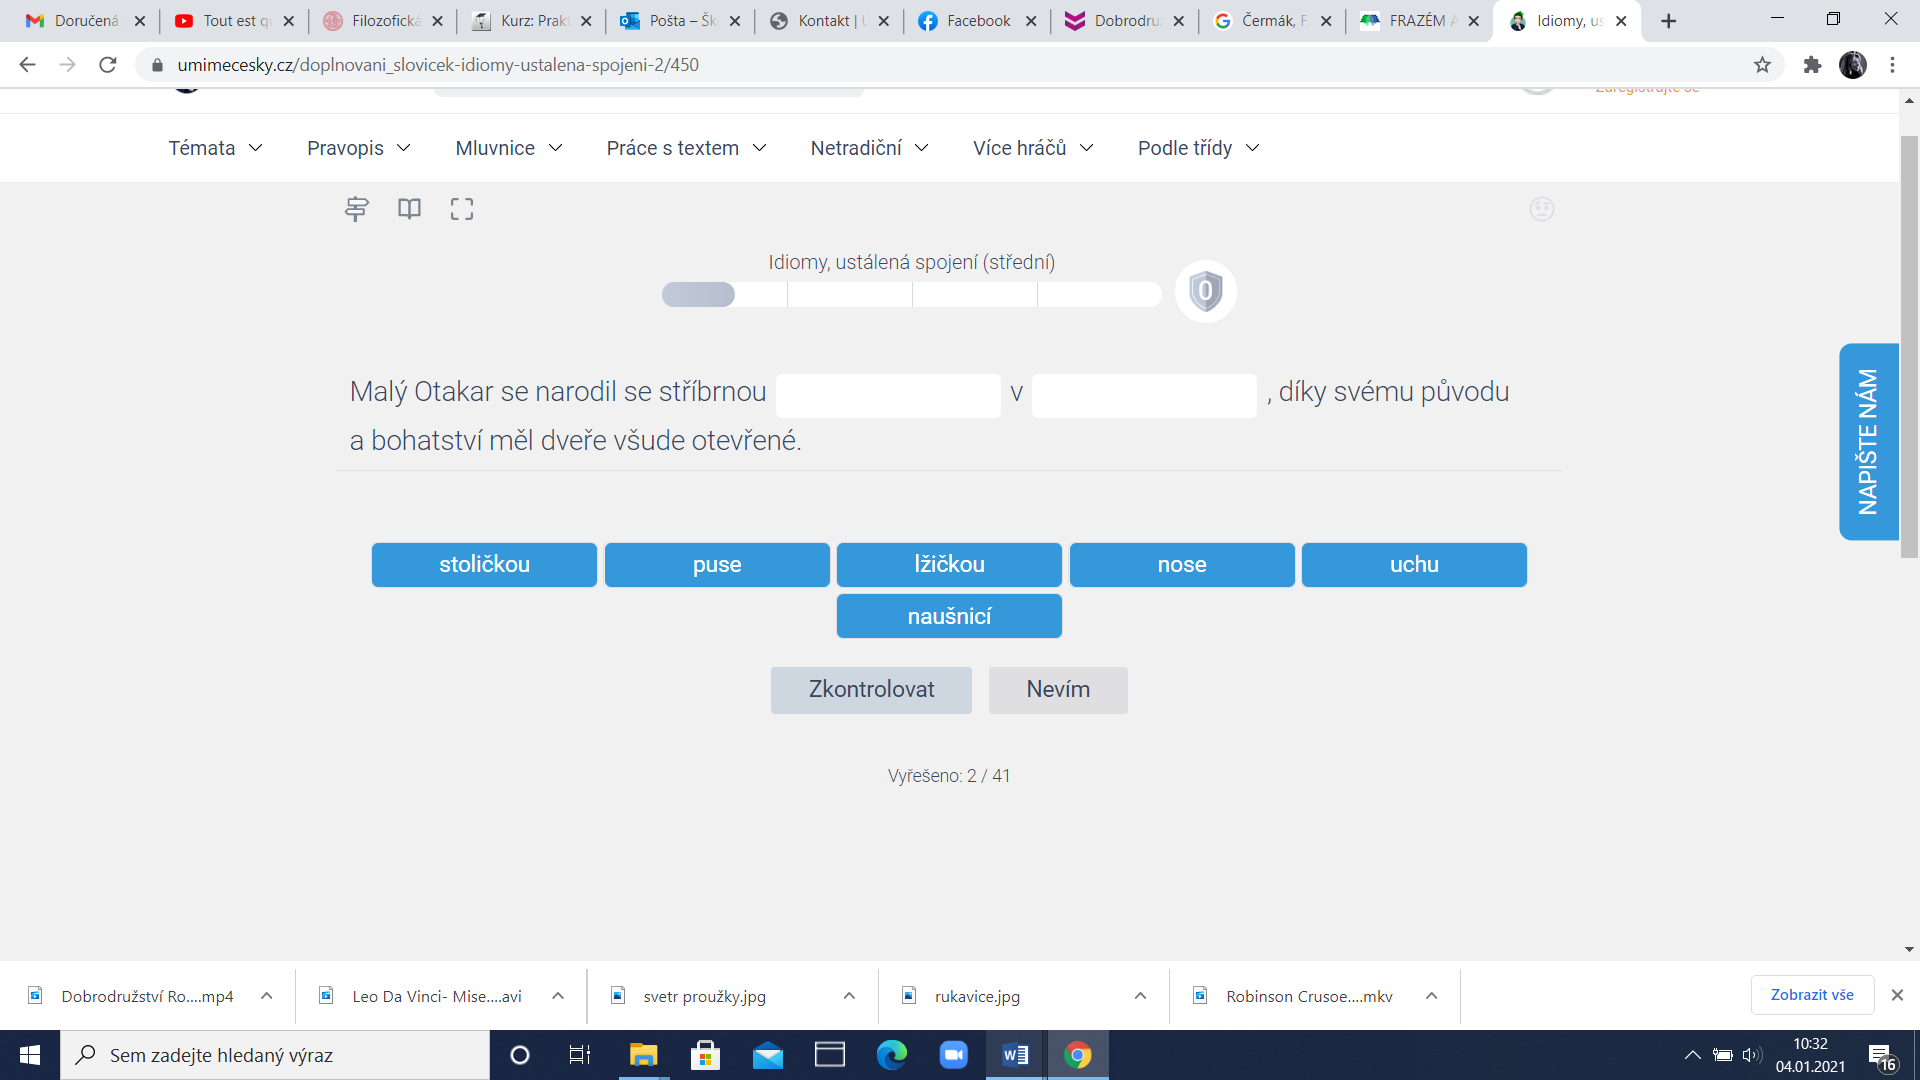 Doručená
Tout est q
Filozofická
Kurz: Prak
Pošta – Šk
Kontakt | U
Facebook
Dobrodru
Čermák, F.
FRAZÉM A
Idiomy, us
umimecesky.cz/doplnovani_slovicek-idiomy-ustalena-spojeni-2/450
Zaregistrujte se
Témata
Pravopis
Mluvnice
Práce s textem
Netradiční
Více hráčů
Podle třídy
Idiomy, ustálená spojení (střední)
0
Malý Otakar se narodil se stříbrnou v , díky svému původu
a bohatství měl dveře všude otevřené.
NAPIŠTE NÁM
stoličkou
puse
lžičkou
nose
uchu
naušnicí
Zkontrolovat
Nevím
Vyřešeno: 2 / 41
Dobrodružství Ro....mp4
Leo Da Vinci- Mise....avi
svetr proužky.jpg
rukavice.jpg
Robinson Crusoe....mkv
Zobrazit vše
Sem zadejte hledaný výraz
10:32
04.01.2021
16